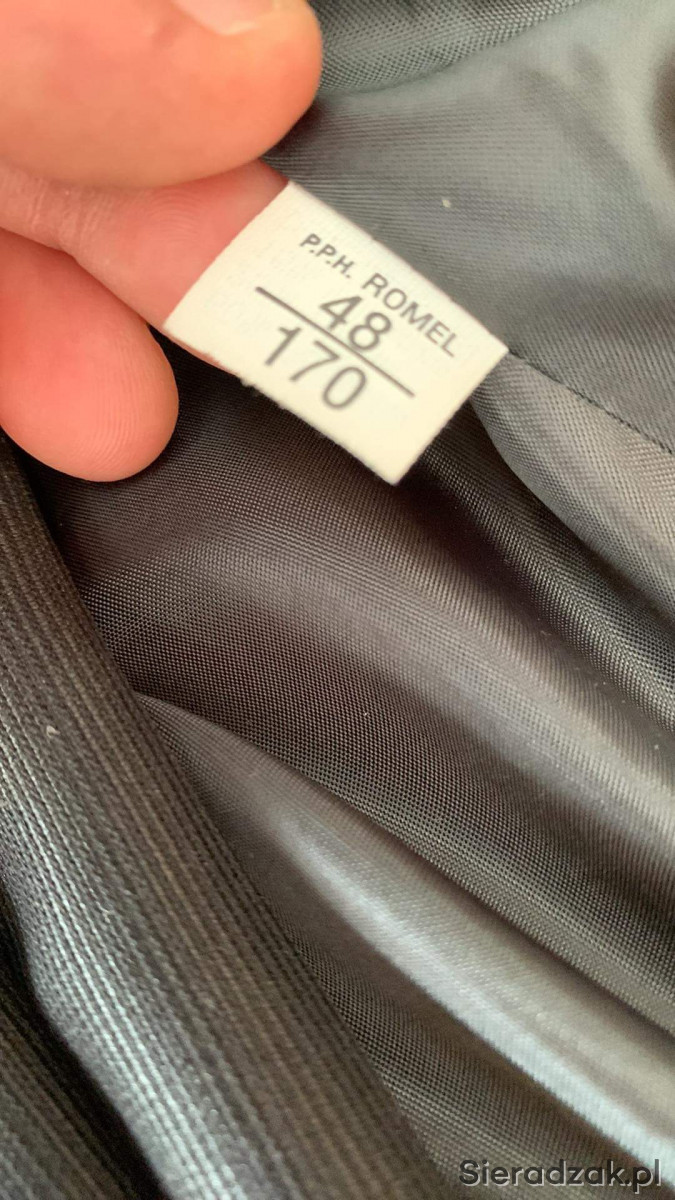 P.P.H. ROMEL
48
170
Sieradzak.pl